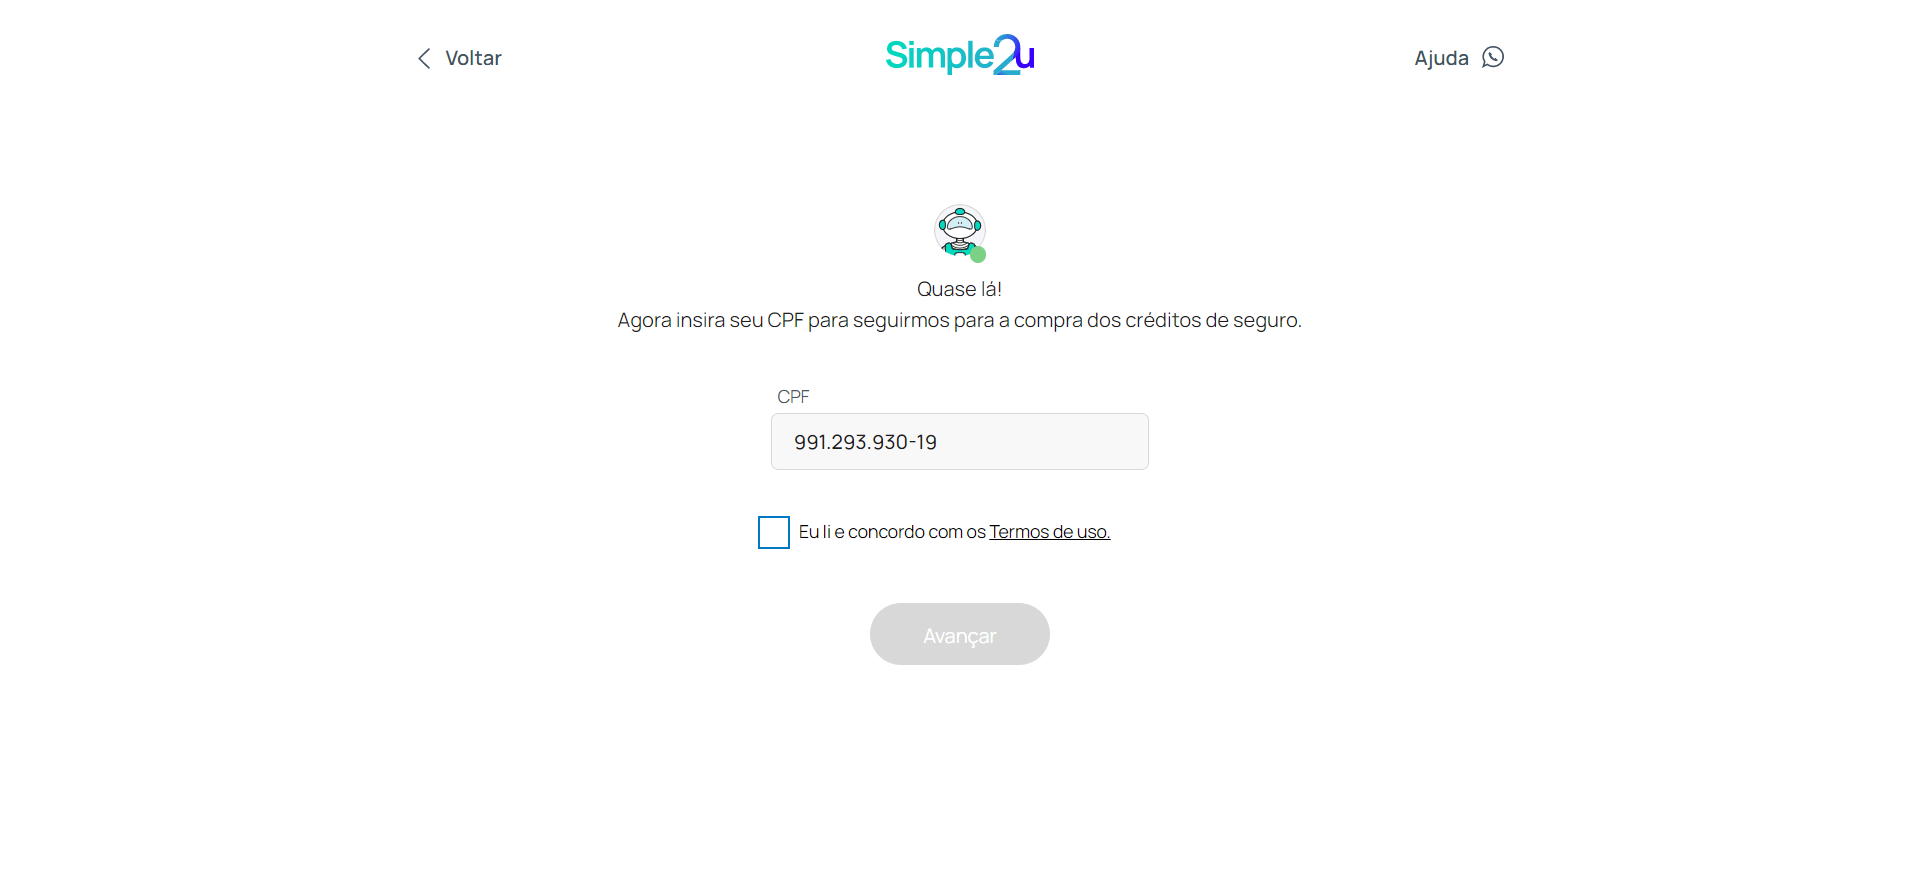 Voltar
Simple2u
Ajuda
Quase lá!
Agora insira seu CPF para seguirmos para a compra dos créditos de seguro.
CPF
991.293.930-19
Eu li e concordo com os Termos de uso.
Avançar